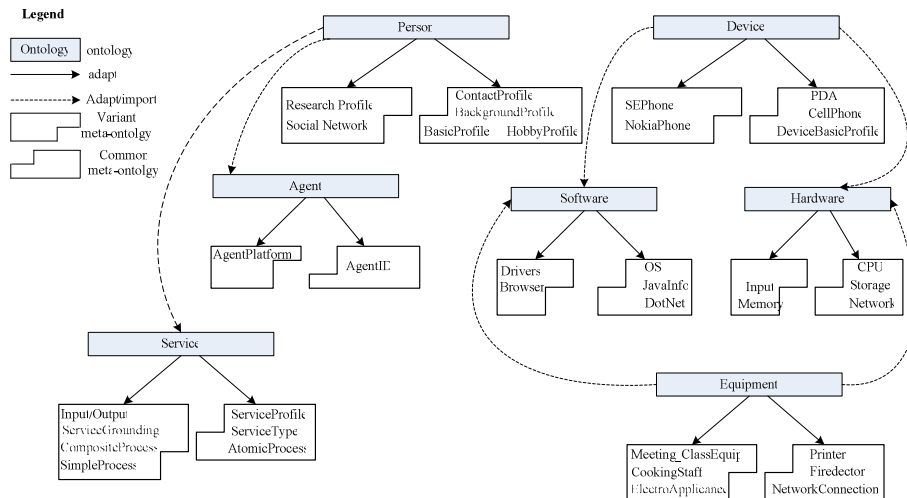 Legend
Ontology ontology
adapt
Adapt/import
Variant
meta-ontolgy
Common
meta-ontolgy
Person
Research Profile
Social Network
ContactProfile
BackgroundProfile
BasicProfile HobbyProfile
Device
SEPhone
NokiaPhone
PDA
CellPhone
DeviceBasicProfile
Agent
AgentPlatform
AgentID
Software
Drivers
Browser
OS
JavaInfo
DotNet
Hardware
Input
Memory
CPU
Storage
Network
Service
Input/Output
ServiceGrounding
CompositeProcess
SimpleProcess
ServiceProfile
ServiceType
AtomicProcess
Equipment
Meeting_ClassEquip
CookingStaff
ElectroApplicance
Printer
Firedector
NetworkConnection